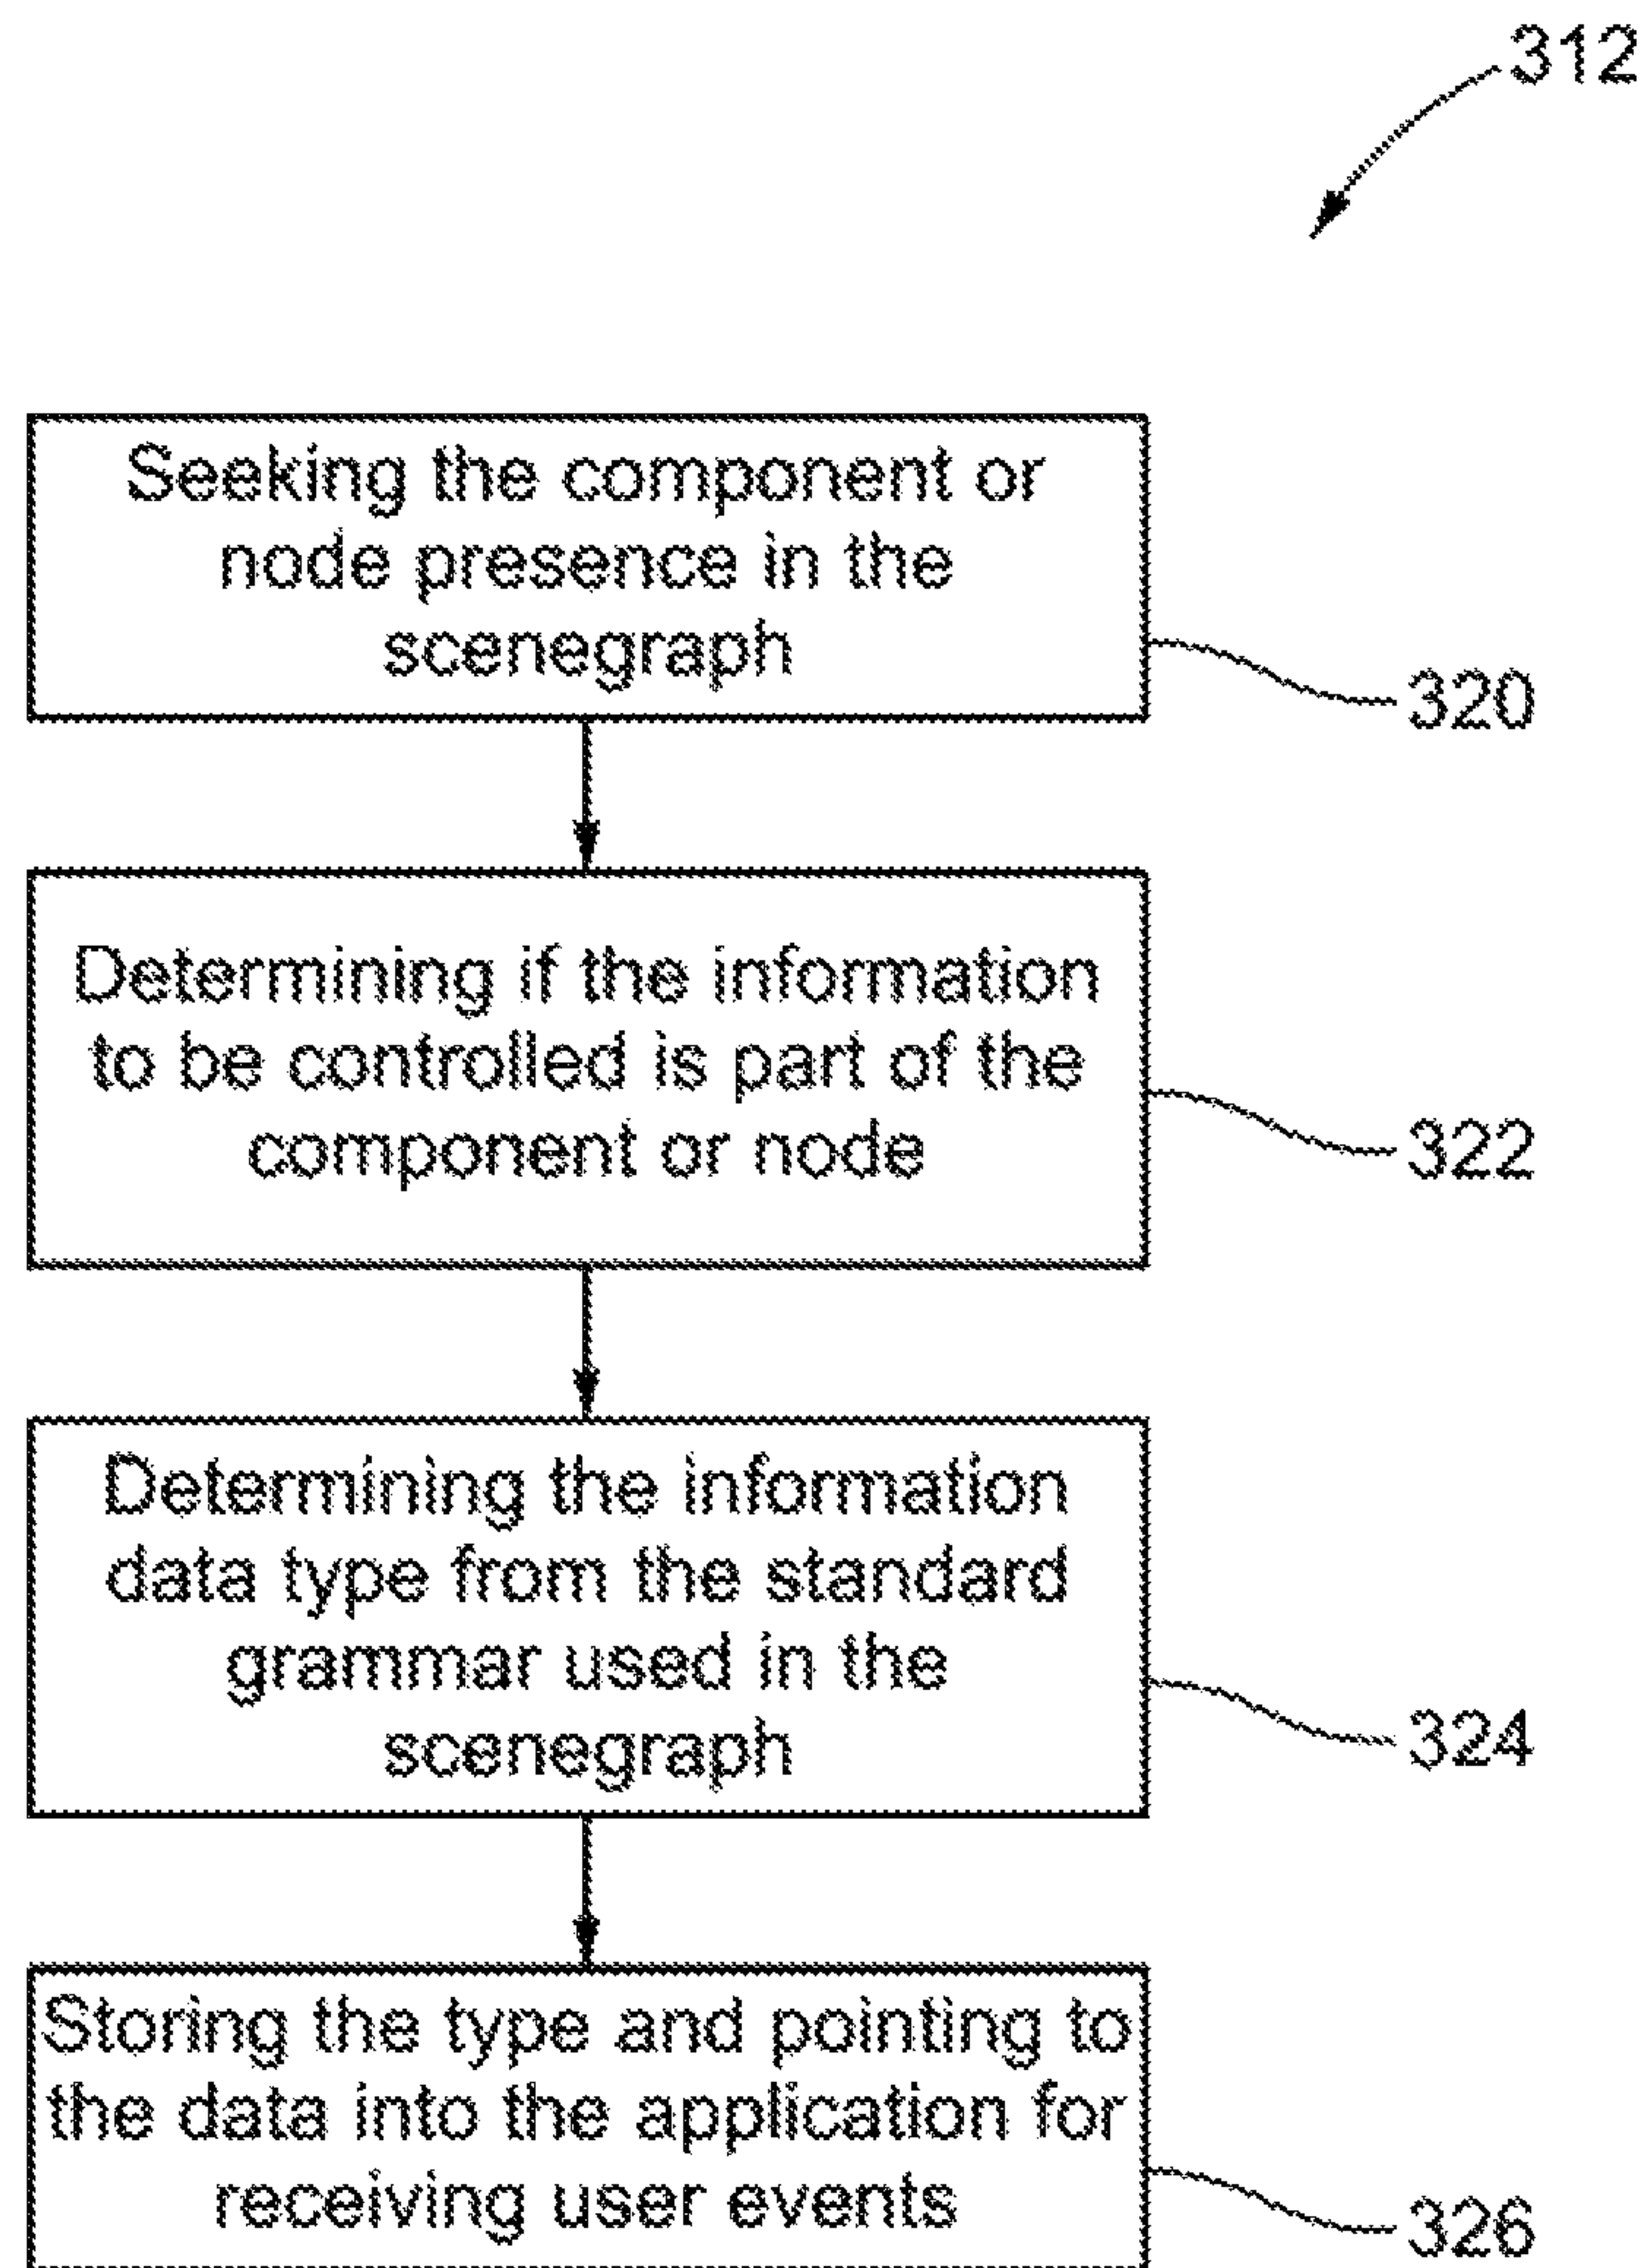 312
Seeking the component or
node presence in the
scenegraph
320
Determining if the information
to be controlled is part of the
component or node
322
Determining the information
data type from the standard
grammar used in the
scenegraph
324
Storing the type and pointing to
the data into the application for
receiving user events
326